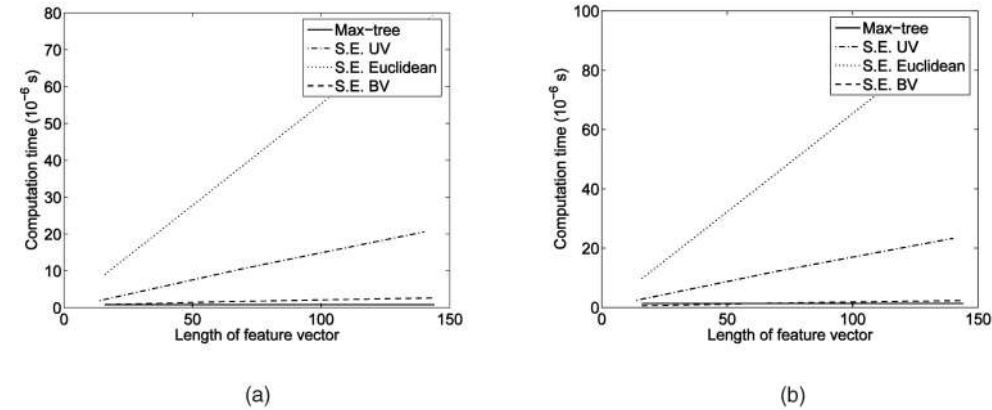 80
70
60
50
40
30
20
10
0
Computation time (10⁻⁶ s)
0 50 100 150
Length of feature vector
Max-tree
S.E. UV
S.E. Euclidean
S.E. BV
(a)
100
80
60
40
20
0
Computation time (10⁻⁶ s)
0 50 100 150
Length of feature vector
Max-tree
S.E. UV
S.E. Euclidean
S.E. BV
(b)